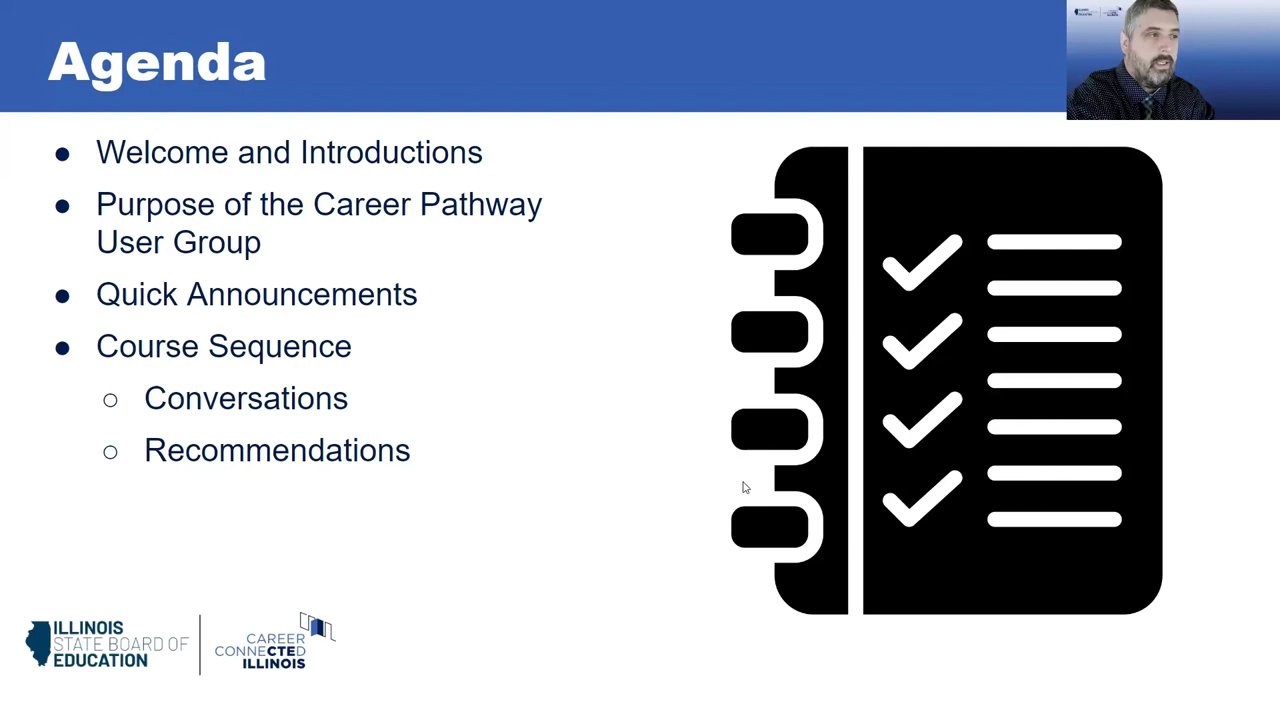 Agenda
● Welcome and Introductions
● Purpose of the Career Pathway
User Group
● Quick Announcements
● Course Sequence
○ Conversations
○ Recommendations
ILLINOIS
STATE BOARD OF
EDUCATION
CAREER
CONNECTED
ILLINOIS